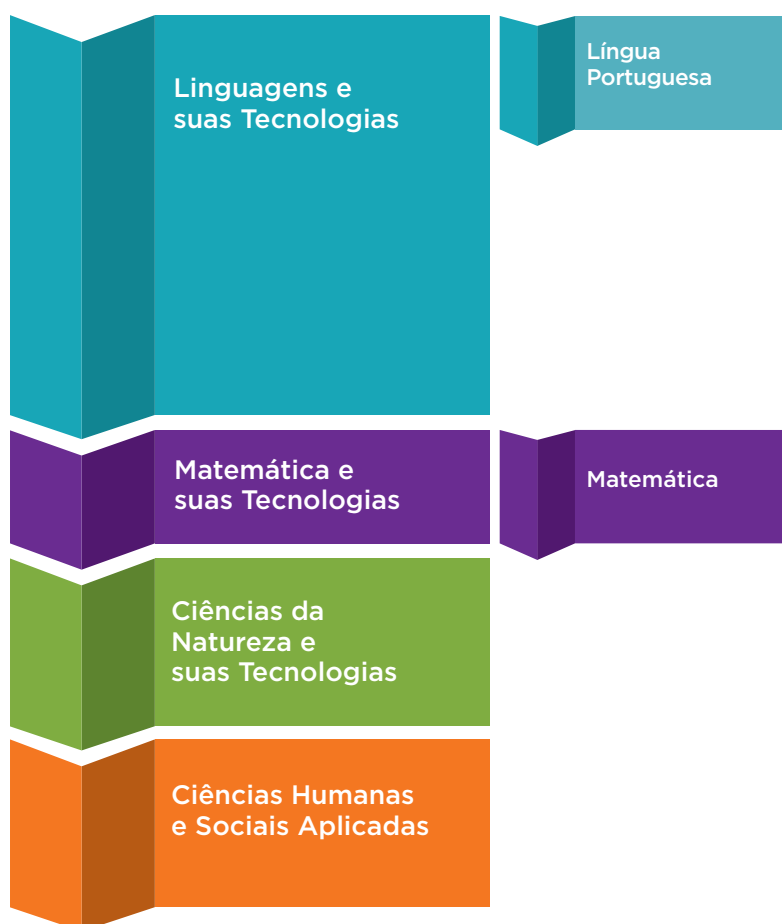 Linguagens e
suas Tecnologias
Língua
Portuguesa
Matemática e
suas Tecnologias
Matemática
Ciências da
Natureza e
suas Tecnologias
Ciências Humanas
e Sociais Aplicadas